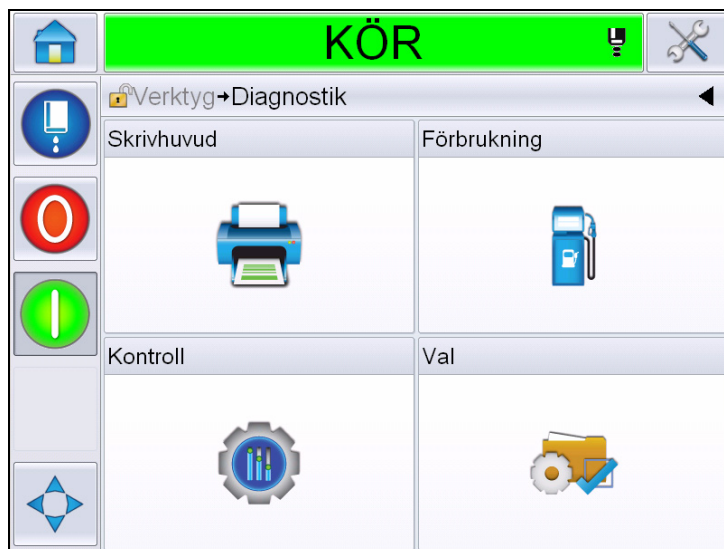 KÖR
Verktyg→Diagnostik
Skrivhuvud
Förbrukning
Kontroll
Val